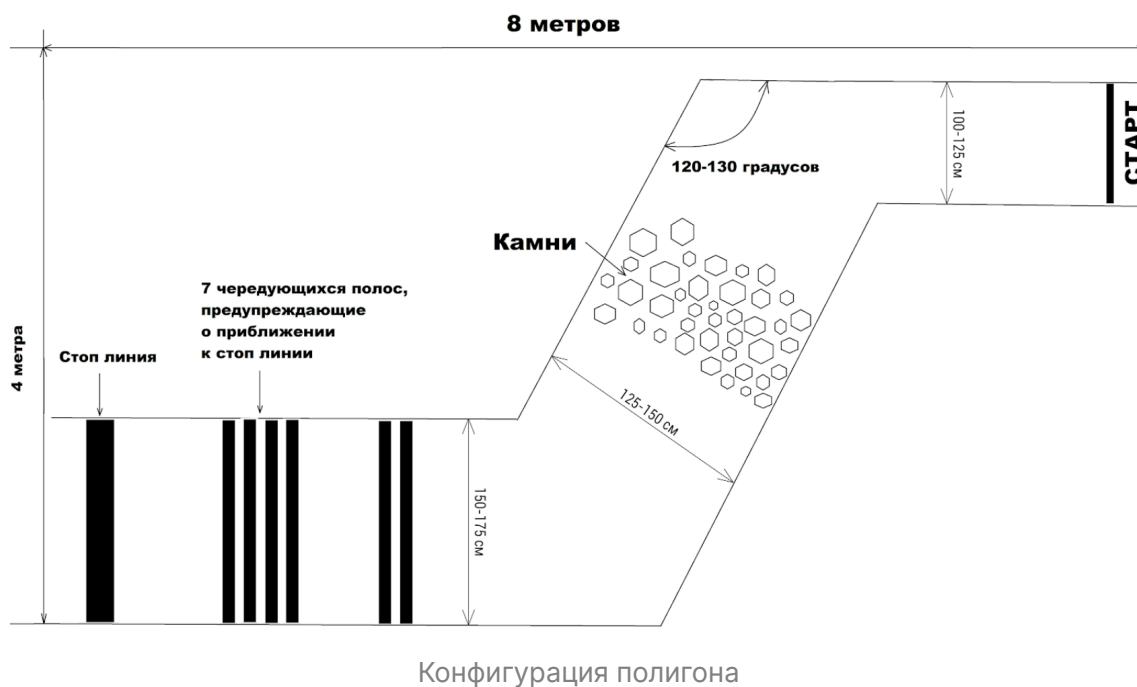 8 метров
100-125 см
СТАРТ
120-130 градусов
Камни
7 чередующихся полос,
предупреждающие
о приближении
к стоп линии
Стоп линия
4 метра
125-150 см
150-175 см
Конфигурация полигона